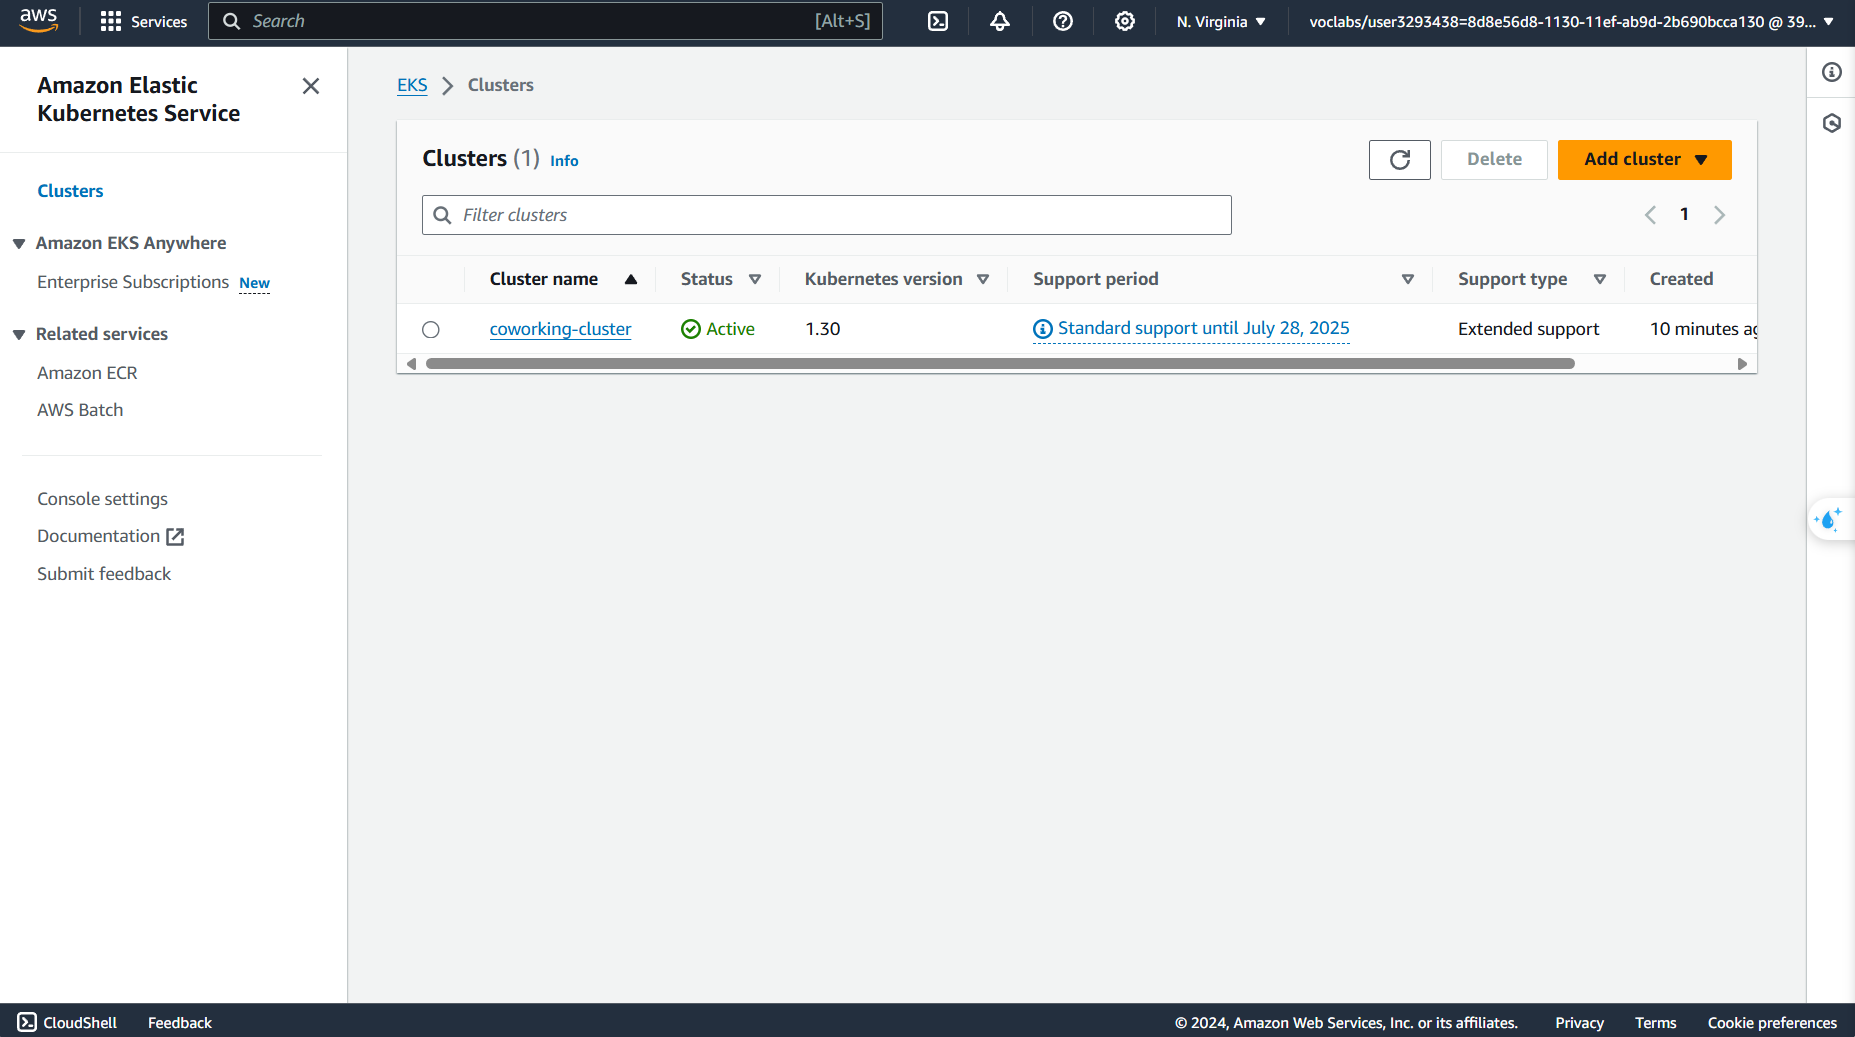 aws Services Search [Alt+S] N. Virginia voclabs/user3293438=8d8e56d8-1130-11ef-ab9d-2b690bcca130 @ 39...
Amazon Elastic
Kubernetes Service
Clusters
Amazon EKS Anywhere
Enterprise Subscriptions New
Related services
Amazon ECR
AWS Batch
Console settings
Documentation
Submit feedback
EKS Clusters
Clusters (1) Info
Delete Add cluster
Filter clusters
1
Cluster name Status Kubernetes version Support period Support type Created
coworking-cluster Active 1.30 Standard support until July 28, 2025 Extended support 10 minutes ag
CloudShell Feedback © 2024, Amazon Web Services, Inc. or its affiliates. Privacy Terms Cookie preferences